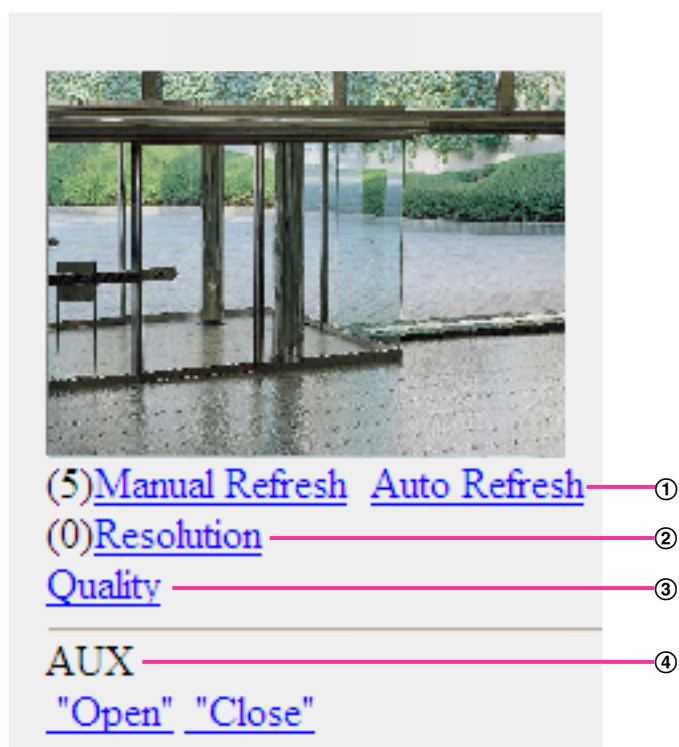 (5)Manual Refresh Auto Refresh ①
(0)Resolution ②
Quality ③
AUX ④
"Open" "Close"